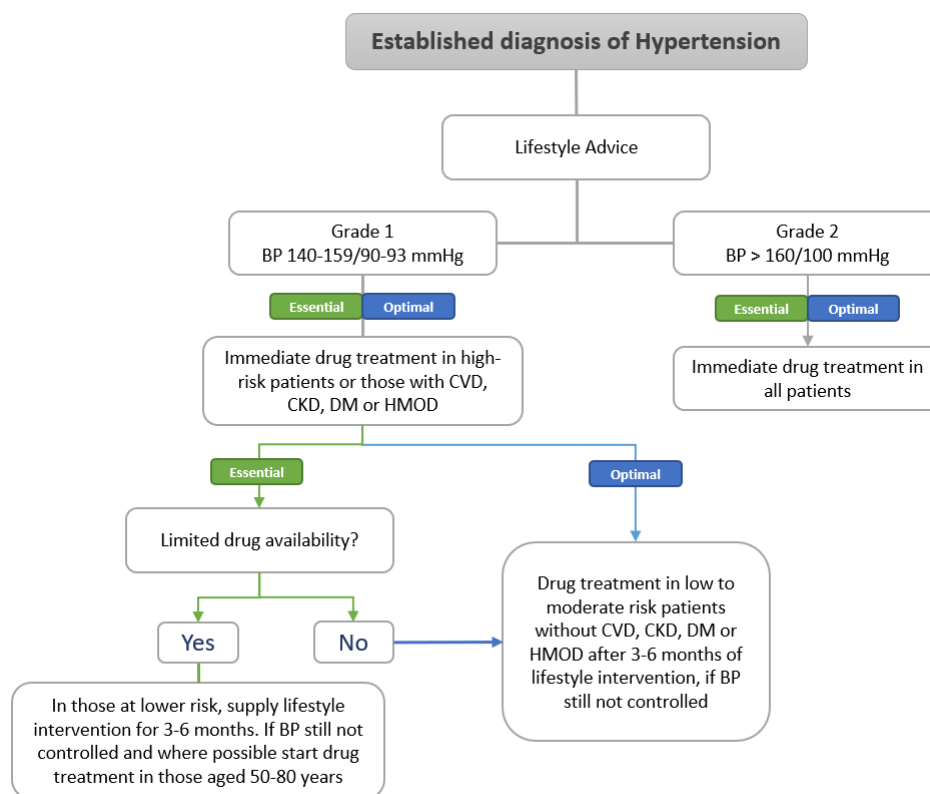 Established diagnosis of Hypertension
Lifestyle Advice
Grade 1
BP 140-159/90-93 mmHg
Grade 2
BP > 160/100 mmHg
Essential
Optimal
Essential
Optimal
Immediate drug treatment in high-
risk patients or those with CVD,
CKD, DM or HMOD
Immediate drug treatment in
all patients
Essential
Optimal
Limited drug availability?
Drug treatment in low to
moderate risk patients
without CVD, CKD, DM or
HMOD after 3-6 months of
lifestyle intervention, if BP
still not controlled
Yes
No
In those at lower risk, supply lifestyle
intervention for 3-6 months. If BP still not
controlled and where possible start drug
treatment in those aged 50-80 years